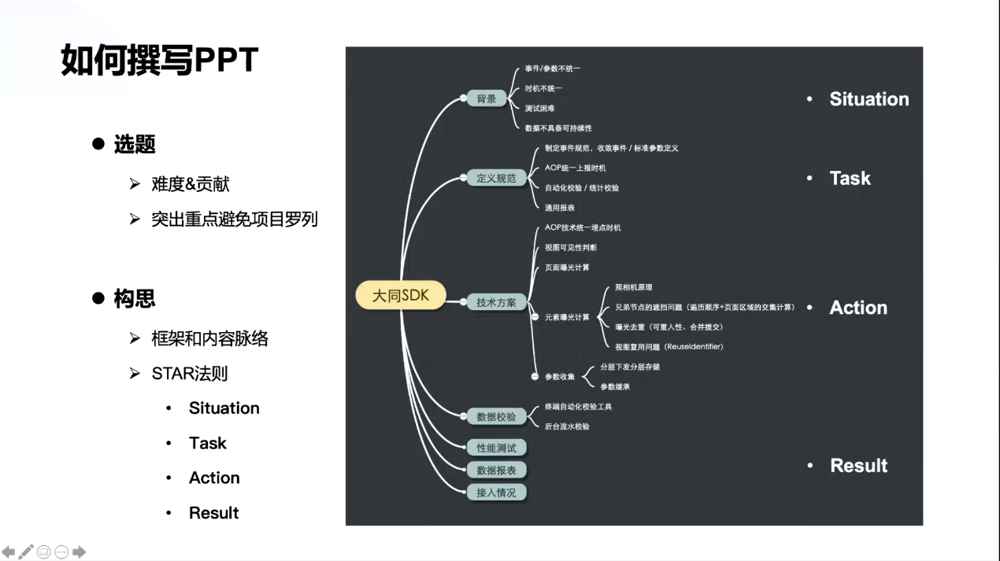 如何撰写PPT
选题
难度&贡献
突出重点避免项目罗列
构思
框架和内容脉络
STAR法则
Situation
Task
Action
Result
大同SDK
背景
事件/参数不统一
时机不统一
测试困难
数据不具备可持续性
Situation
定义规范
制定事件规范，收敛事件 / 标准参数定义
AOP统一上报时机
自动化校验 / 统计校验
通用报表
Task
技术方案
AOP技术统一埋点时机
视图可见性判断
页面曝光计算
元素曝光计算
照相机原理
兄弟节点的遮挡问题（遍历顺序+页面区域的交集计算）
曝光去重（可重入性、合并提交）
视图复用问题（ReuseIdentifier）
参数收集
分层下发分层存储
参数继承
Action
数据校验
终端自动化校验工具
后台流水校验
性能测试
数据报表
接入情况
Result